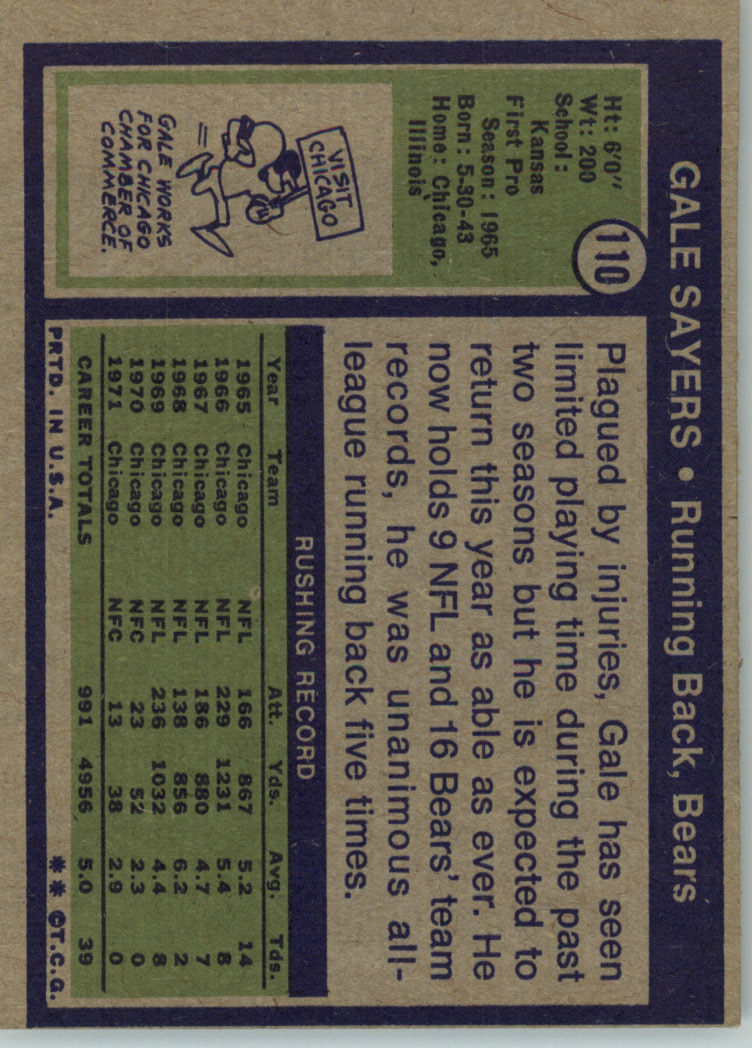 GALE SAYERS • Running Back, Bears
110
Ht: 6'0"
Wt: 200
School:
Kansas
First Pro
Season: 1965
Born: 5-30-43
Home: Chicago,
Illinois
VISIT
CHICAGO
GALE WORKS
FOR CHICAGO
CHAMBER OF
COMMERCE.
Plagued by injuries, Gale has seen
limited playing time during the past
two seasons but he is expected to
return this year as able as ever. He
now holds 9 NFL and 16 Bears' team
records, he was unanimous all-
league running back five times.
RUSHING RECORD
Year Team Att. Yds. Avg. Tds.
1965 Chicago NFL 166 867 5.2 14
1966 Chicago NFL 229 1231 5.4 8
1967 Chicago NFL 186 880 4.7 7
1968 Chicago NFL 138 856 6.2 2
1969 Chicago NFL 236 1032 4.4 8
1970 Chicago NFC 23 52 2.3 0
1971 Chicago NFC 13 38 2.9 0
CAREER TOTALS 991 4956 5.0 39
PRTD. IN U.S.A. ** ©T.C.G.